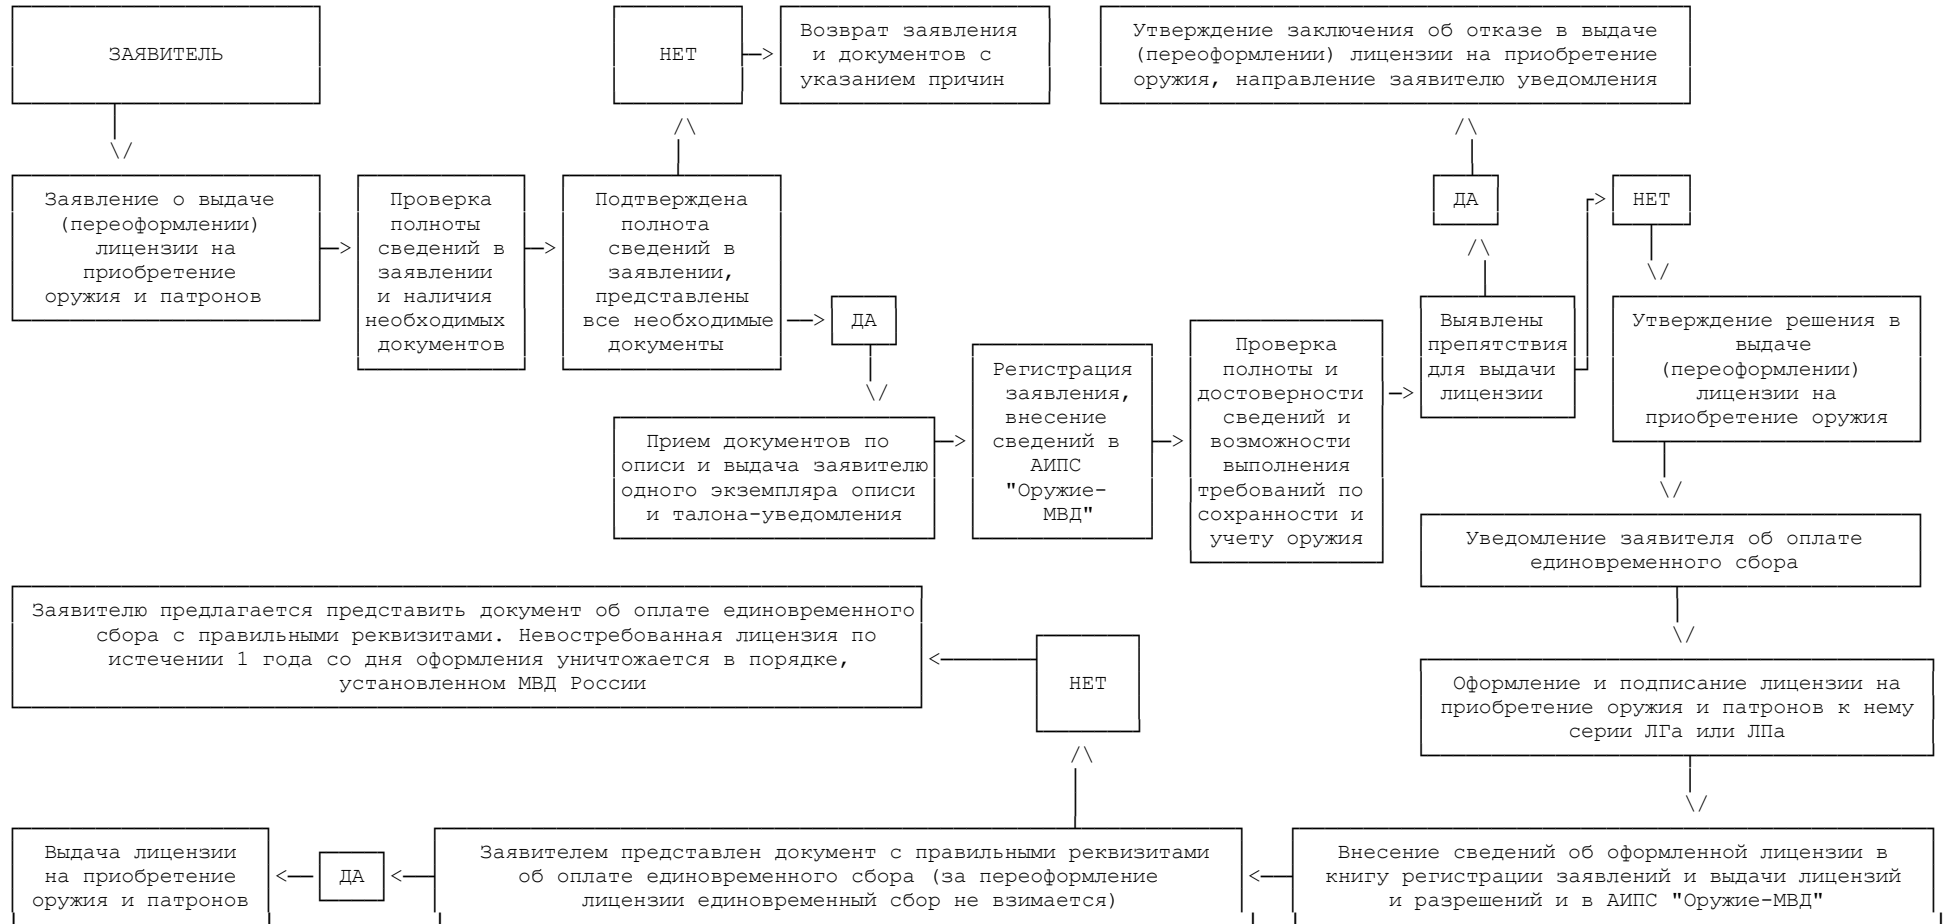 ЗАЯВИТЕЛЬ
НЕТ
Возврат заявления
и документов с
указанием причин
Утверждение заключения об отказе в выдаче
(переоформлении) лицензии на приобретение
оружия, направление заявителю уведомления
Заявление о выдаче
(переоформлении)
лицензии на
приобретение
оружия и патронов
Проверка
полноты
сведений в
заявлении
и наличия
необходимых
документов
Подтверждена
полнота
сведений в
заявлении,
представлены
все необходимые
документы
ДА
Прием документов по
описи и выдача заявителю
одного экземпляра описи
и талона-уведомления
Регистрация
заявления,
внесение
сведений в
АИПС
"Оружие-
МВД"
Проверка
полноты и
достоверности
сведений и
возможности
выполнения
требований по
сохранности и
учету оружия
Выявлены
препятствия
для выдачи
лицензии
ДА
НЕТ
Утверждение решения в
выдаче
(переоформлении)
лицензии на
приобретение оружия
Уведомление заявителя об оплате
единовременного сбора
Оформление и подписание лицензии на
приобретение оружия и патронов к нему
серии ЛГа или ЛПа
Внесение сведений об оформленной лицензии в
книгу регистрации заявлений и выдачи лицензий
и разрешений и в АИПС "Оружие-МВД"
Заявителем представлен документ с правильными реквизитами
об оплате единовременного сбора (за переоформление
лицензии единовременный сбор не взимается)
НЕТ
Заявителю предлагается представить документ об оплате единовременного
сбора с правильными реквизитами. Невостребованная лицензия по
истечении 1 года со дня оформления уничтожается в порядке,
установленном МВД России
ДА
Выдача лицензии
на приобретение
оружия и патронов